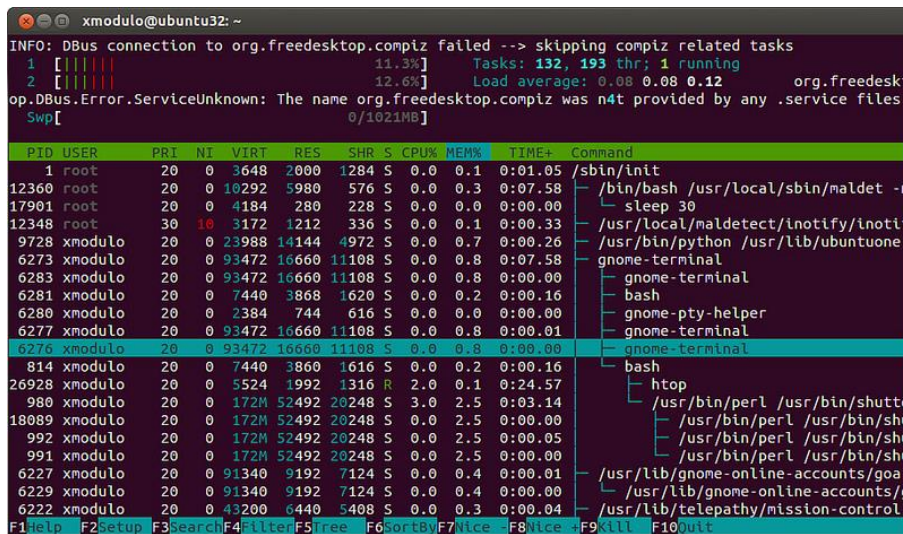 xmodulo@ubuntu32: ~
INFO: DBus connection to org.freedesktop.compiz failed --> skipping compiz related tasks
1 [||||||| 11.3%] Tasks: 132, 193 thr; 1 running
2 [||||||| 12.6%] Load average: 0.08 0.08 0.12 org.freedesk
op.DBus.Error.ServiceUnknown: The name org.freedesktop.compiz was n4t provided by any .service files
Swp[ 0/1021MB]
PID USER PRI NI VIRT RES SHR S CPU% MEM% TIME+ Command
1 root 20 0 3648 2000 1284 S 0.0 0.1 0:01.05 /sbin/init
12360 root 20 0 10292 5980 576 S 0.0 0.3 0:07.58 ├─ /bin/bash /usr/local/sbin/maldet -m
17901 root 20 0 4184 280 228 S 0.0 0.0 0:00.00 │ └─ sleep 30
12348 root 30 10 3172 1212 336 S 0.0 0.1 0:00.33 ├─ /usr/local/maldetect/inotify/inoti
9728 xmodulo 20 0 23988 14144 4972 S 0.0 0.7 0:00.26 ├─ /usr/bin/python /usr/lib/ubuntuone
6273 xmodulo 20 0 93472 16660 11108 S 0.0 0.8 0:07.58 ├─ gnome-terminal
6283 xmodulo 20 0 93472 16660 11108 S 0.0 0.8 0:00.00 │ ├─ gnome-terminal
6281 xmodulo 20 0 7440 3868 1620 S 0.0 0.2 0:00.16 │ ├─ bash
6280 xmodulo 20 0 2384 744 616 S 0.0 0.0 0:00.00 │ ├─ gnome-pty-helper
6277 xmodulo 20 0 93472 16660 11108 S 0.0 0.8 0:00.01 │ ├─ gnome-terminal
6276 xmodulo 20 0 93472 16660 11108 S 0.0 0.8 0:00.00 │ ├─ gnome-terminal
814 xmodulo 20 0 7440 3860 1616 S 0.0 0.2 0:00.16 │ └─ bash
26928 xmodulo 20 0 5524 1992 1316 R 2.0 0.1 0:24.57 │ ├─ htop
980 xmodulo 20 0 172M 52492 20248 S 3.0 2.5 0:03.14 │ └─ /usr/bin/perl /usr/bin/shutt
18089 xmodulo 20 0 172M 52492 20248 S 0.0 2.5 0:00.00 │ ├─ /usr/bin/perl /usr/bin/shu
992 xmodulo 20 0 172M 52492 20248 S 0.0 2.5 0:00.05 │ ├─ /usr/bin/perl /usr/bin/shu
991 xmodulo 20 0 172M 52492 20248 S 0.0 2.5 0:00.00 │ └─ /usr/bin/perl /usr/bin/shu
6227 xmodulo 20 0 91340 9192 7124 S 0.0 0.4 0:00.01 ├─ /usr/lib/gnome-online-accounts/goa
6229 xmodulo 20 0 91340 9192 7124 S 0.0 0.4 0:00.00 │ └─ /usr/lib/gnome-online-accounts/
6222 xmodulo 20 0 43200 6440 5408 S 0.0 0.3 0:00.04 ├─ /usr/lib/telepathy/mission-control
F1Help F2Setup F3SearchF4FilterF5Tree F6SortByF7Nice -F8Nice +F9Kill F10Quit